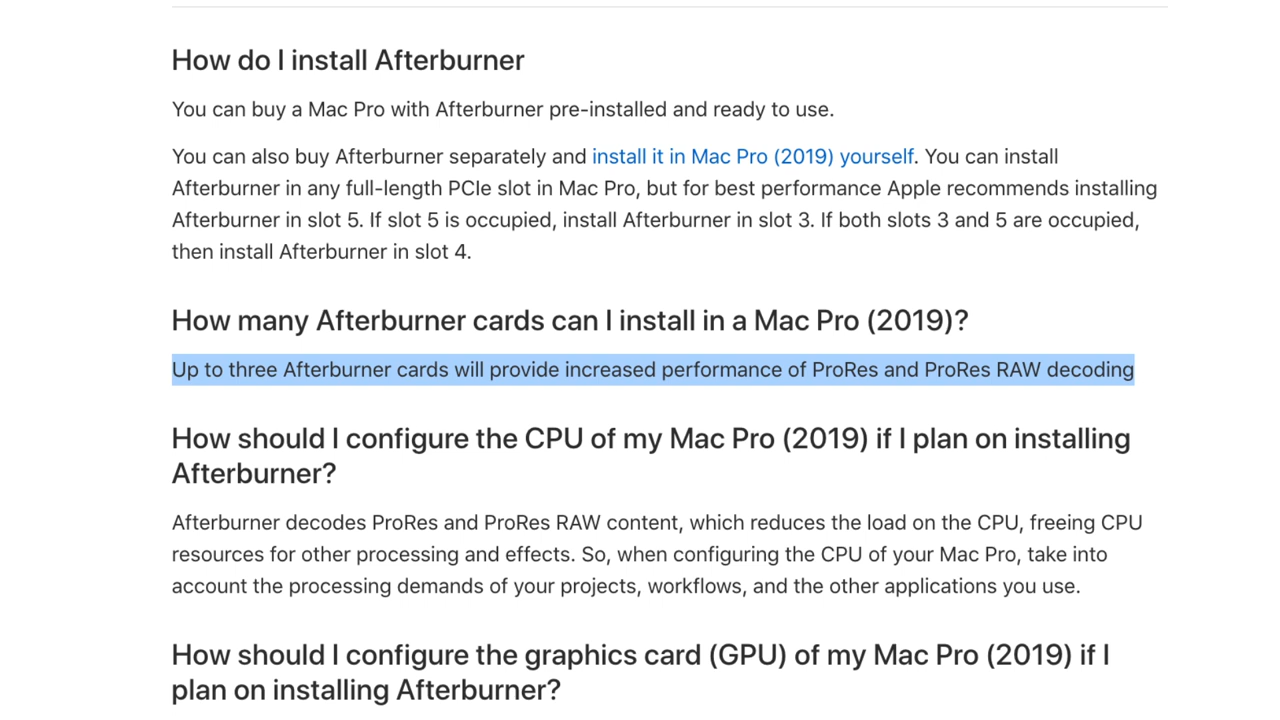 How do I install Afterburner
You can buy a Mac Pro with Afterburner pre-installed and ready to use.
You can also buy Afterburner separately and install it in Mac Pro (2019) yourself. You can install
Afterburner in any full-length PCIe slot in Mac Pro, but for best performance Apple recommends installing
Afterburner in slot 5. If slot 5 is occupied, install Afterburner in slot 3. If both slots 3 and 5 are occupied,
then install Afterburner in slot 4.
How many Afterburner cards can I install in a Mac Pro (2019)?
Up to three Afterburner cards will provide increased performance of ProRes and ProRes RAW decoding
How should I configure the CPU of my Mac Pro (2019) if I plan on installing
Afterburner?
Afterburner decodes ProRes and ProRes RAW content, which reduces the load on the CPU, freeing CPU
resources for other processing and effects. So, when configuring the CPU of your Mac Pro, take into
account the processing demands of your projects, workflows, and the other applications you use.
How should I configure the graphics card (GPU) of my Mac Pro (2019) if I
plan on installing Afterburner?